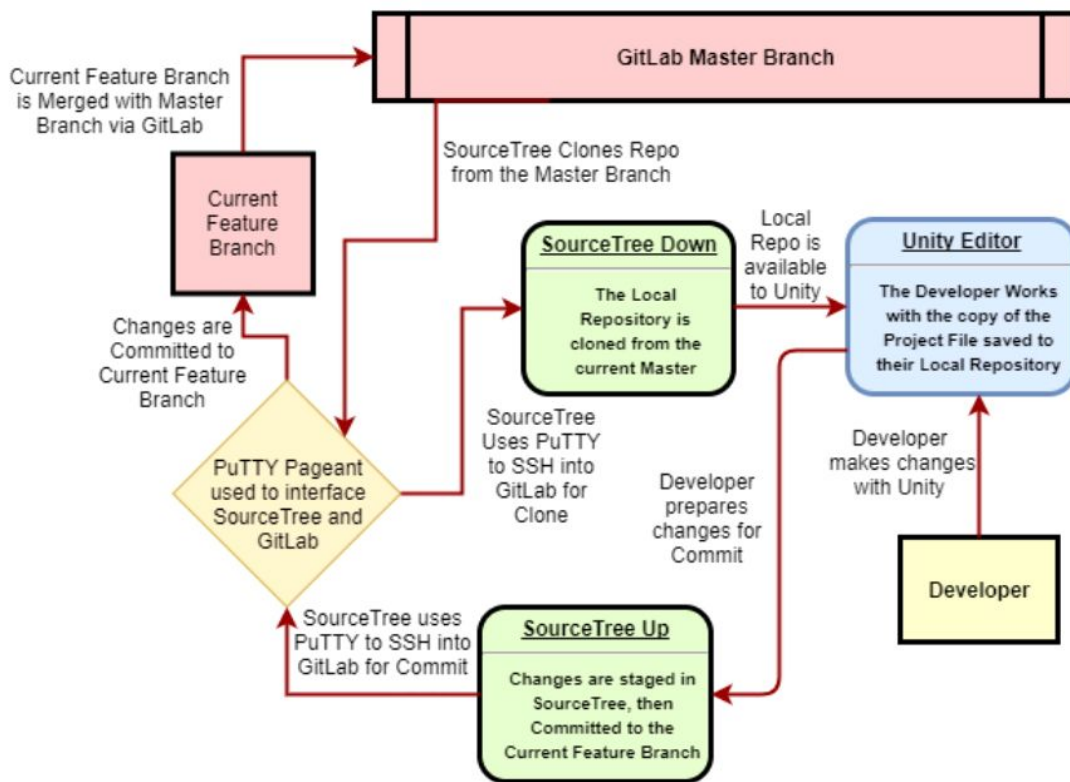 GitLab Master Branch
Current Feature Branch
is Merged with Master
Branch via GitLab
SourceTree Clones Repo
from the Master Branch
Current
Feature
Branch
SourceTree Down
The Local
Repository is
cloned from the
current Master
Local
Repo is
available
to Unity
Unity Editor
The Developer Works
with the copy of the
Project File saved to
their Local Repository
Changes are
Committed to
Current Feature
Branch
SourceTree
Uses PuTTY
to SSH into
GitLab for
Clone
PuTTY Pageant
used to interface
SourceTree and
GitLab
Developer
prepares
changes for
Commit
Developer
makes changes
with Unity
Developer
SourceTree uses
PuTTY to SSH into
GitLab for Commit
SourceTree Up
Changes are staged in
SourceTree, then
Committed to the
Current Feature Branch